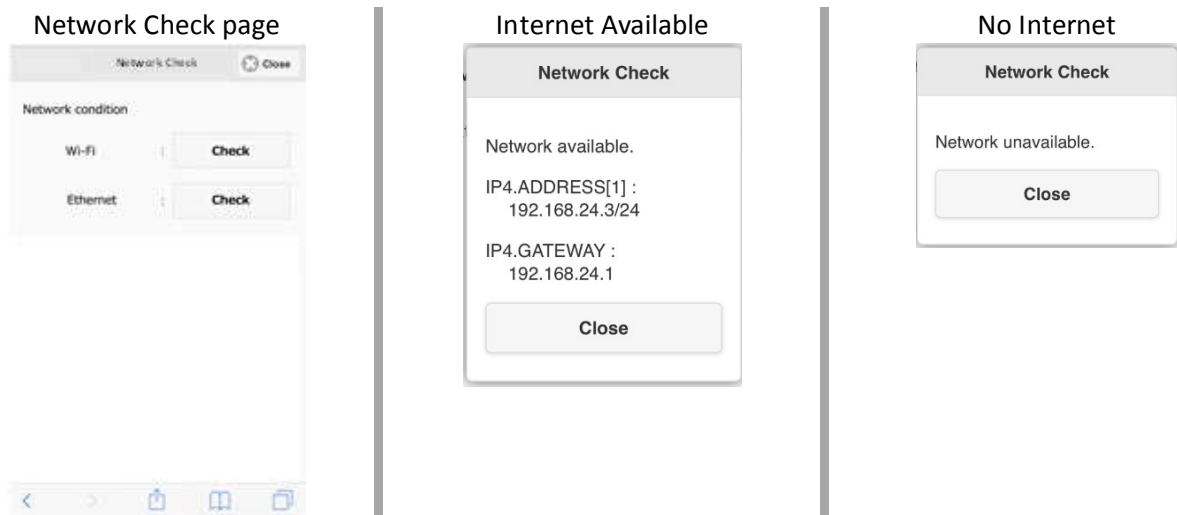 Network Check page
Network Check
Close
Network condition
Wi-Fi : Check
Ethernet : Check
Internet Available
Network Check
Network available.
IP4.ADDRESS[1] :
192.168.24.3/24
IP4.GATEWAY :
192.168.24.1
Close
No Internet
Network Check
Network unavailable.
Close